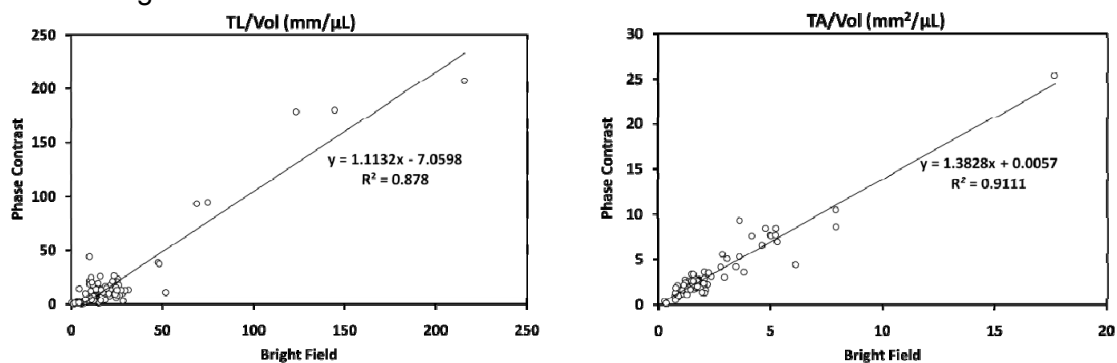 TL/Vol (mm/µL)
250
200
150
100
50
0
Phase Contrast
y = 1.1132x - 7.0598
R² = 0.878
0 50 100 150 200 250
Bright Field
TA/Vol (mm²/µL)
30
25
20
15
10
5
0
Phase Contrast
y = 1.3828x + 0.0057
R² = 0.9111
0 5 10 15 20
Bright Field